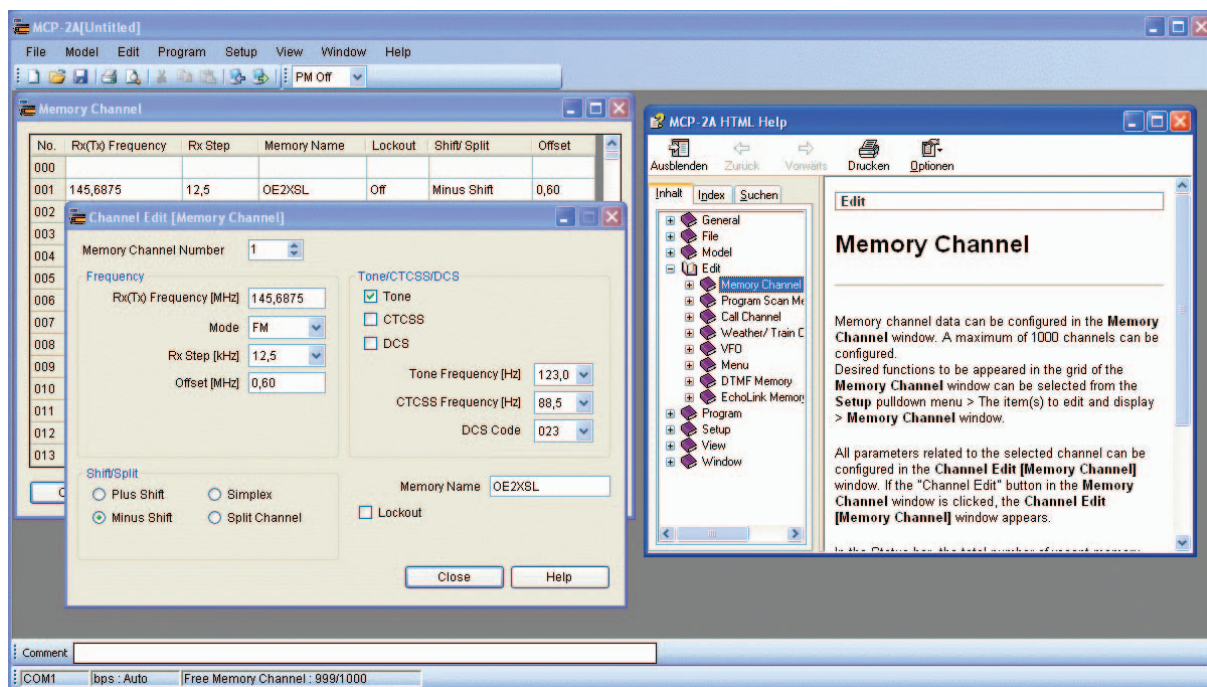 MCP-2A[Untitled]
File Model Edit Program Setup View Window Help
PM Off
Memory Channel
No. Rx(Tx) Frequency Rx Step Memory Name Lockout Shift/ Split Offset
000
001 145,6875 12,5 OE2XSL Off Minus Shift 0,60
002
003
004
005
006
007
008
009
010
011
012
013
Channel Edit [Memory Channel]
Memory Channel Number 1
Frequency
Rx(Tx) Frequency [MHz] 145,6875
Mode FM
Rx Step [kHz] 12,5
Offset [MHz] 0,60
Tone/CTCSS/DCS
Tone
CTCSS
DCS
Tone Frequency [Hz] 123,0
CTCSS Frequency [Hz] 88,5
DCS Code 023
Shift/Split
Plus Shift Simplex
Minus Shift Split Channel
Memory Name OE2XSL
Lockout
Close Help
MCP-2A HTML Help
Ausblenden Zurück Vorwärts Drucken Optionen
Inhalt Index Suchen
General
File
Model
Edit
Memory Channel
Program Scan Me
Call Channel
Weather/ Train C
VFO
Menu
DTMF Memory
EchoLink Memory
Program
Setup
View
Window
Edit
Memory Channel
Memory channel data can be configured in the Memory
Channel window. A maximum of 1000 channels can be
configured.
Desired functions to be appeared in the grid of the
Memory Channel window can be selected from the
Setup pulldown menu > The item(s) to edit and display
> Memory Channel window.
All parameters related to the selected channel can be
configured in the Channel Edit [Memory Channel]
window. If the "Channel Edit" button in the Memory
Channel window is clicked, the Channel Edit
[Memory Channel] window appears.
Comment
COM1 bps : Auto Free Memory Channel : 999/1000